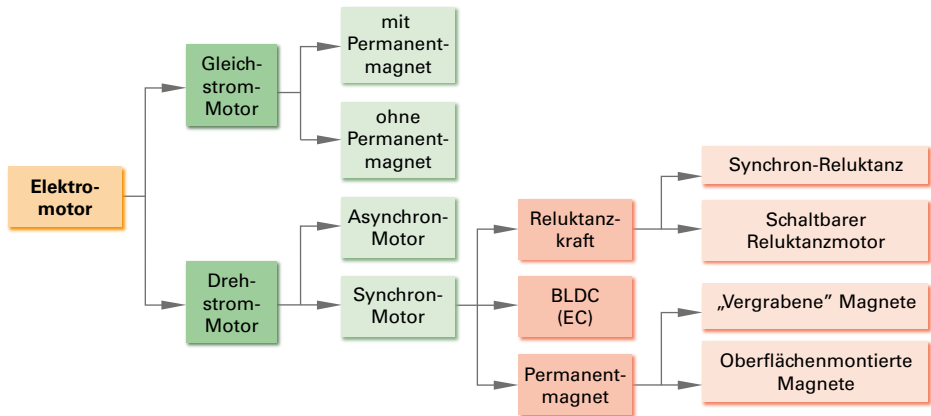 Elektro-
motor
Gleich-
strom-
Motor
mit
Permanent-
magnet
ohne
Permanent-
magnet
Dreh-
strom-
Motor
Asynchron-
Motor
Synchron-
Motor
Reluktanz-
kraft
Synchron-Reluktanz
Schaltbarer
Reluktanzmotor
BLDC
(EC)
Permanent-
magnet
„Vergrabene” Magnete
Oberflächenmontierte
Magnete